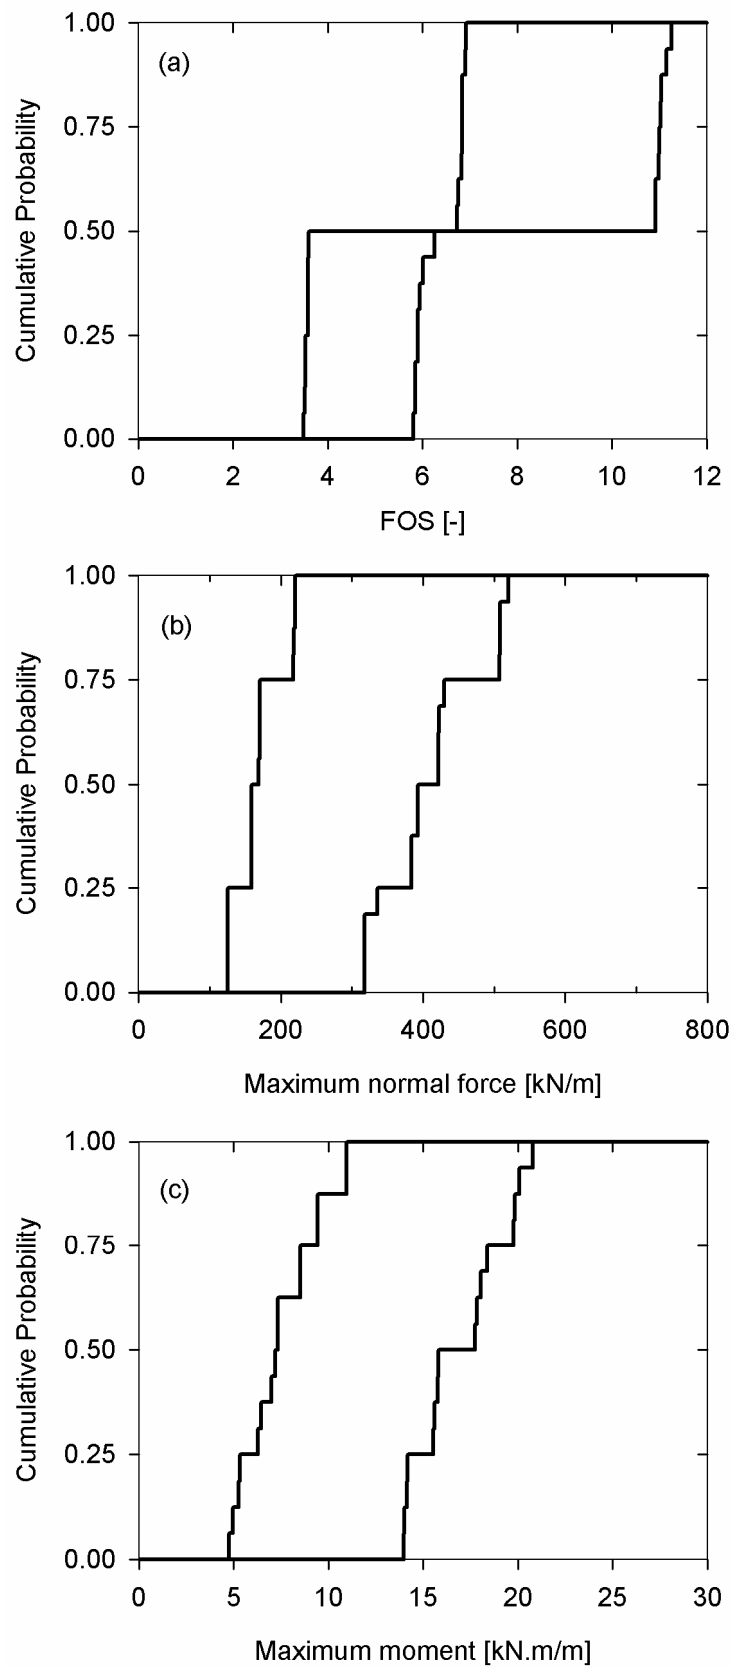 1.00
(a)
0.75
Cumulative Probability
0.50
0.25
0.00
0 2 4 6 8 10 12
FOS [-]
1.00
(b)
0.75
Cumulative Probability
0.50
0.25
0.00
0 200 400 600 800
Maximum normal force [kN/m]
1.00
(c)
0.75
Cumulative Probability
0.50
0.25
0.00
0 5 10 15 20 25 30
Maximum moment [kN.m/m]